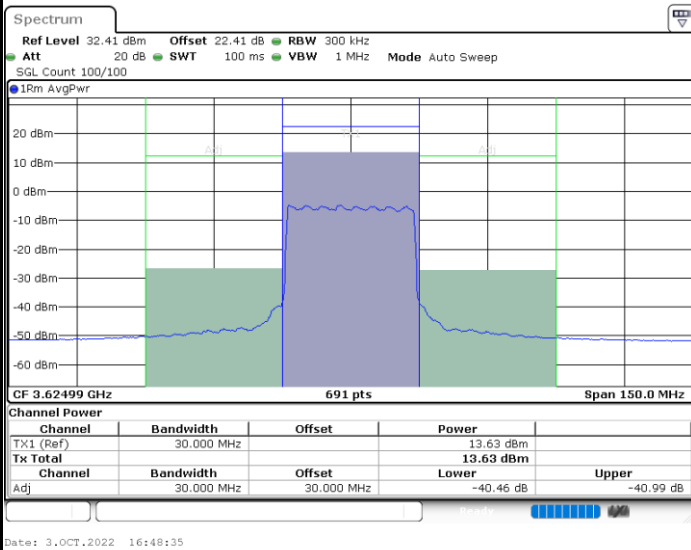 Spectrum
Ref Level 32.41 dBm Offset 22.41 dB RBW 300 kHz
Att 20 dB SWT 100 ms VBW 1 MHz Mode Auto Sweep
SGL Count 100/100
1Rm AvgPwr
20 dBm
Adj Adj
10 dBm
0 dBm
-10 dBm
-20 dBm
-30 dBm
-40 dBm
-50 dBm
-60 dBm
CF 3.62499 GHz 691 pts Span 150.0 MHz
Channel Power
Channel Bandwidth Offset Power
TX1 (Ref) 30.000 MHz 13.63 dBm
Tx Total 13.63 dBm
Channel Bandwidth Offset Lower Upper
Adj 30.000 MHz 30.000 MHz -40.46 dB -40.99 dB
Ready
Date: 3.OCT.2022 16:48:35